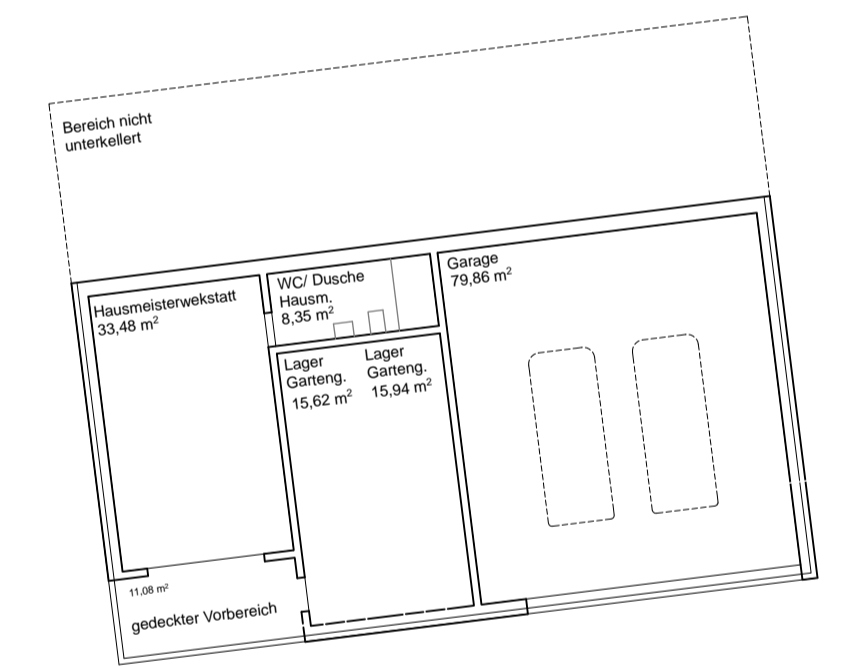 Bereich nicht
unterkellert
Hausmeisterwekstatt
33,48 m²
WC/ Dusche
Hausm.
8,35 m²
Garage
79,86 m²
Lager
Garteng.
15,62 m²
Lager
Garteng.
15,94 m²
11,08 m²
gedeckter Vorbereich